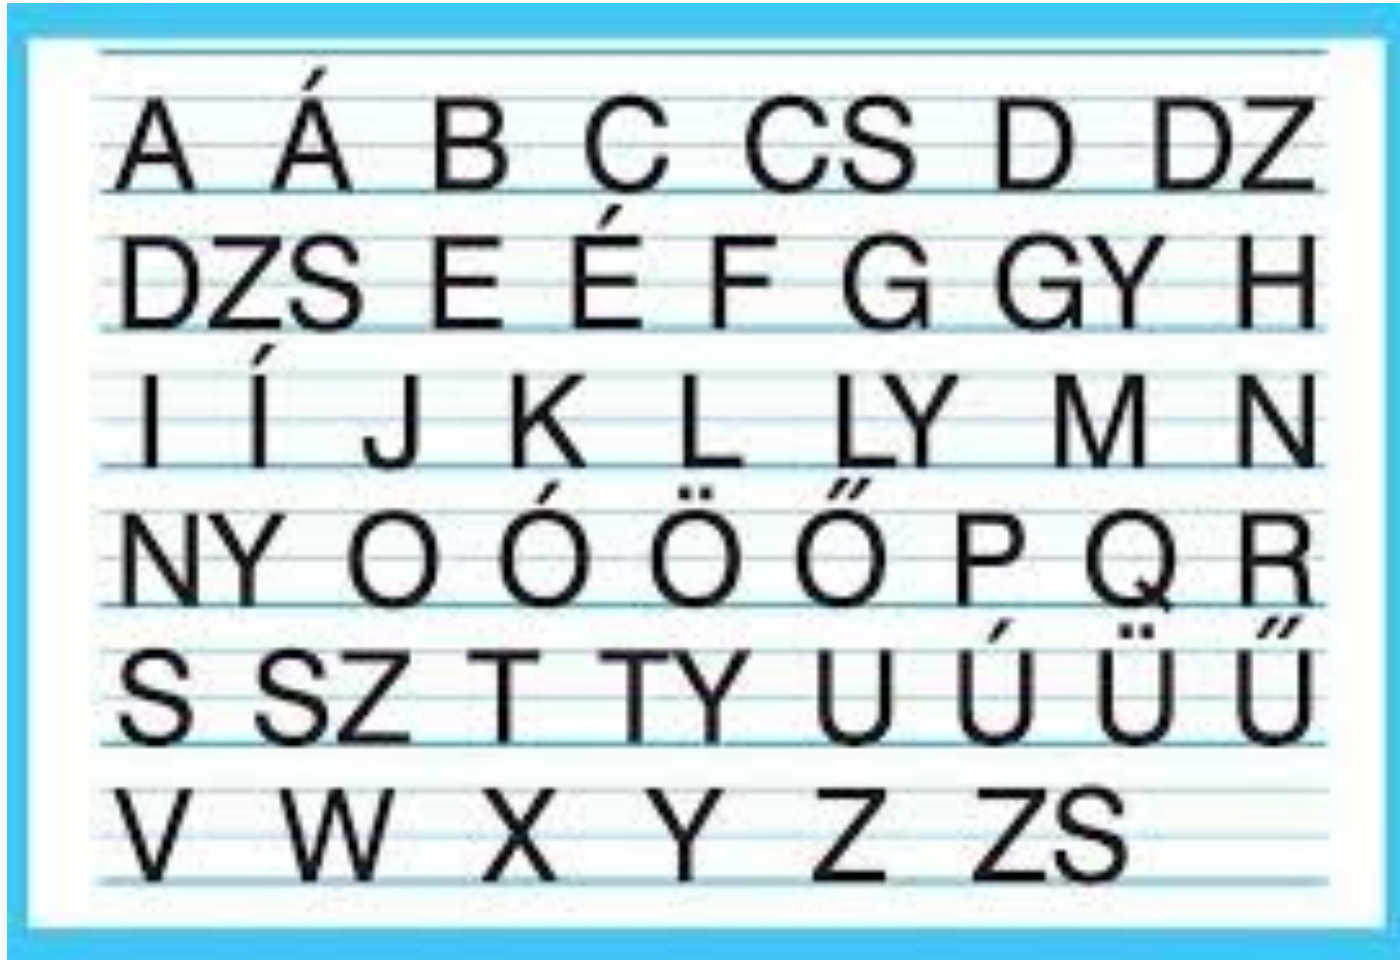 A Á B C CS D DZ
DZS E É F G GY H
I Í J K L LY M N
NY O Ó Ö Ő P Q R
S SZ T TY U Ú Ü Ű
V W X Y Z ZS